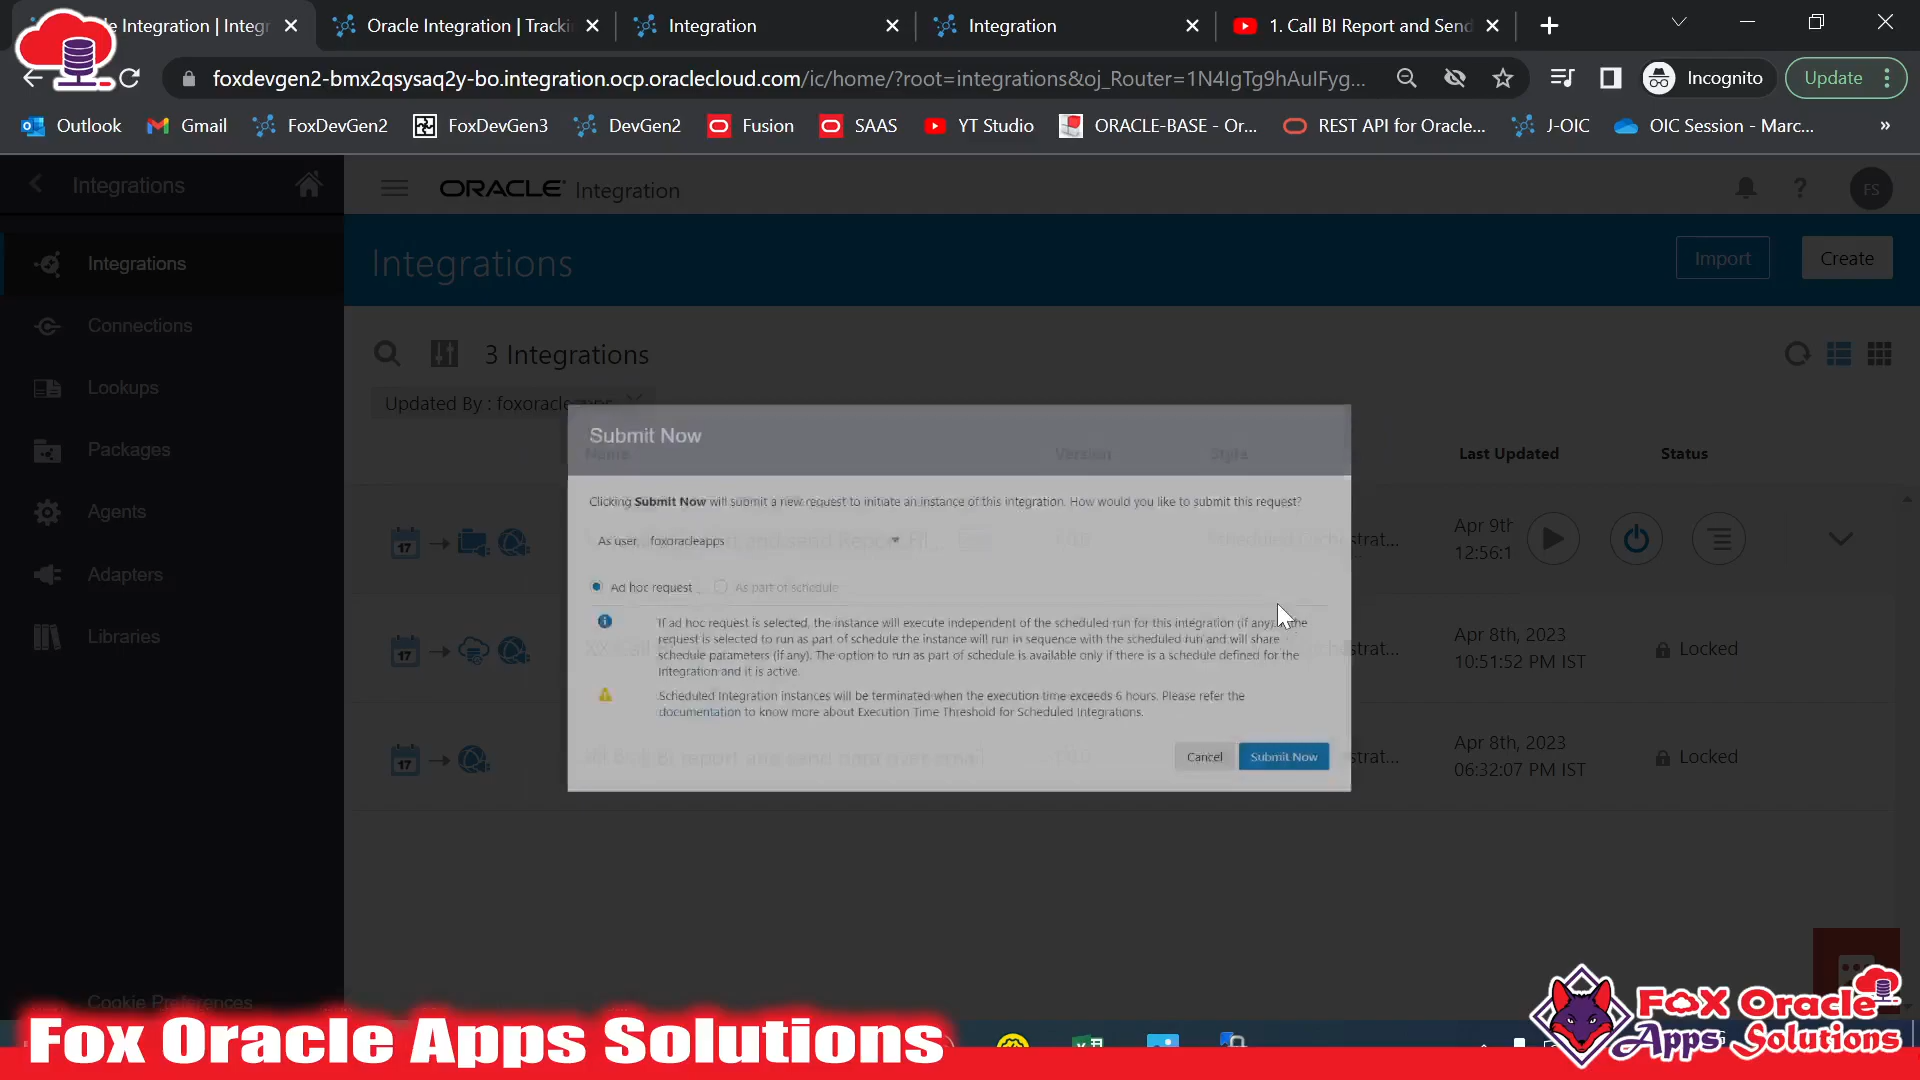 le Integration | Integr
Oracle Integration | Trackin
Integration
Integration
1. Call BI Report and Send
foxdevgen2-bmx2qsysaq2y-bo.integration.ocp.oraclecloud.com/ic/home/?root=integrations&oj_Router=1N4IgTg9hAuIFyg...
Incognito
Update
Outlook
Gmail
FoxDevGen2
FoxDevGen3
DevGen2
Fusion
SAAS
YT Studio
ORACLE-BASE - Or...
REST API for Oracle...
J-OIC
OIC Session - Marc...
»
Integrations
ORACLE Integration
FS
Integrations
Import
Create
Integrations
Connections
Lookups
Packages
Agents
Adapters
Libraries
Cookie Preferences
3 Integrations
Updated By : foxoracleapps
Name
Version
Style
Last Updated
Status
Apr 9th
12:56:1
Apr 8th, 2023
10:51:52 PM IST
Locked
Apr 8th, 2023
06:32:07 PM IST
Locked
Submit Now
Clicking Submit Now will submit a new request to initiate an instance of this integration. How would you like to submit this request?
As user foxoracleapps
Ad hoc request
As part of schedule
If ad hoc request is selected, the instance will execute independent of the scheduled run for this integration (if any). the
request is selected to run as part of schedule the instance will run in sequence with the scheduled run and will share
schedule parameters (if any). The option to run as part of schedule is available only if there is a schedule defined for the
integration and it is active.
Scheduled Integration instances will be terminated when the execution time exceeds 6 hours. Please refer the
documentation to know more about Execution Time Threshold for Scheduled Integrations.
Cancel
Submit Now
Fox Oracle Apps Solutions
Fox Oracle
Apps Solutions